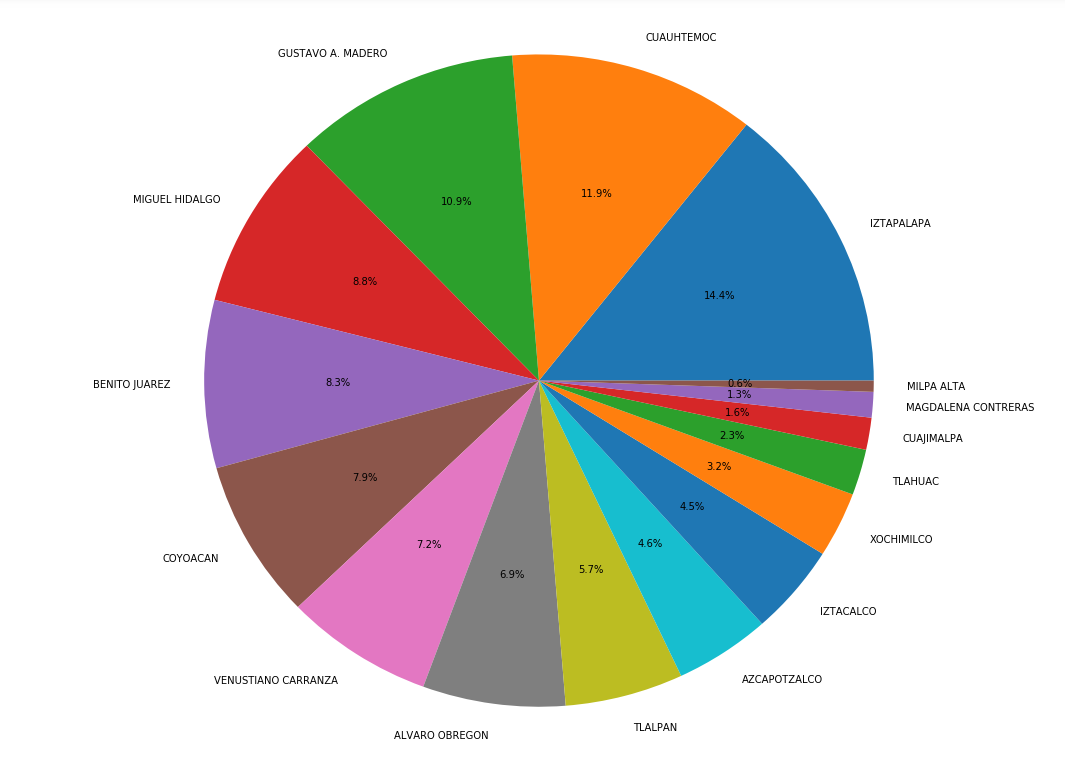 CUAUHTEMOC
GUSTAVO A. MADERO
MIGUEL HIDALGO
10.9%
11.9%
IZTAPALAPA
8.8%
14.4%
BENITO JUAREZ
8.3%
0.6%
MILPA ALTA
1.3%
MAGDALENA CONTRERAS
1.6%
CUAJIMALPA
2.3%
TLAHUAC
7.9%
3.2%
XOCHIMILCO
4.5%
COYOACAN
7.2%
6.9%
5.7%
4.6%
IZTACALCO
VENUSTIANO CARRANZA
AZCAPOTZALCO
ALVARO OBREGON
TLALPAN